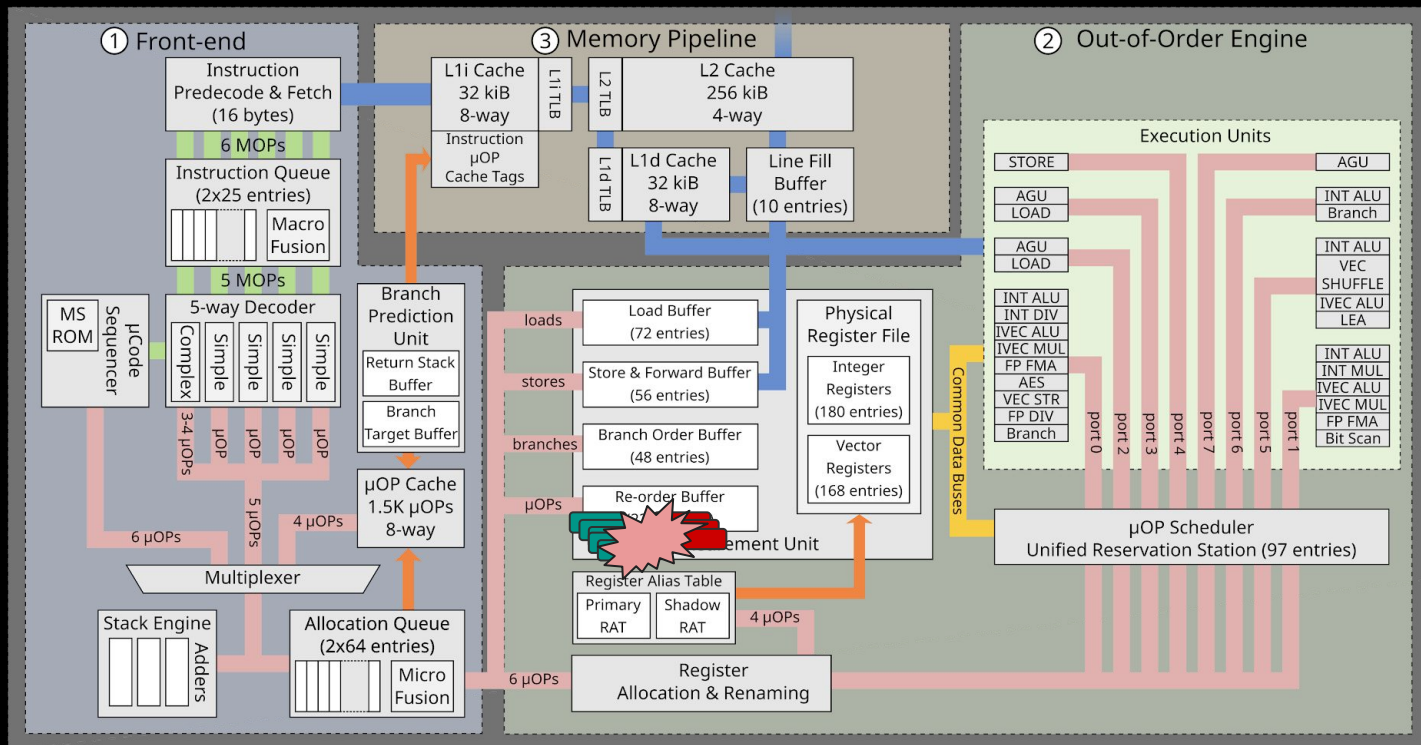 ① Front-end
Instruction
Predecode & Fetch
(16 bytes)
6 MOPs
Instruction Queue
(2x25 entries)
Macro
Fusion
5 MOPs
5-way Decoder
Complex
Simple
Simple
Simple
Simple
MS
ROM
µCode
Sequencer
3-4 µOPs
µOP
µOP
µOP
µOP
5 µOPs
6 µOPs
4 µOPs
Branch
Prediction
Unit
Return Stack
Buffer
Branch
Target Buffer
µOP Cache
1.5K µOPs
8-way
Multiplexer
Stack Engine
Adders
Allocation Queue
(2x64 entries)
Micro
Fusion
③ Memory Pipeline
L1i Cache
32 kiB
8-way
L1i TLB
Instruction
µOP
Cache Tags
L2 TLB
L2 Cache
256 kiB
4-way
L1d TLB
L1d Cache
32 kiB
8-way
Line Fill
Buffer
(10 entries)
② Out-of-Order Engine
Execution Units
STORE
AGU
LOAD
AGU
LOAD
INT ALU
INT DIV
IVEC ALU
IVEC MUL
FP FMA
AES
VEC STR
FP DIV
Branch
AGU
INT ALU
Branch
INT ALU
VEC
SHUFFLE
IVEC ALU
LEA
INT ALU
INT MUL
IVEC ALU
IVEC MUL
FP FMA
Bit Scan
port 0
port 2
port 3
port 4
port 7
port 6
port 5
port 1
Common Data Buses
µOP Scheduler
Unified Reservation Station (97 entries)
loads
stores
branches
µOPs
Load Buffer
(72 entries)
Store & Forward Buffer
(56 entries)
Branch Order Buffer
(48 entries)
Re-order Buffer
Unit
Physical
Register File
Integer
Registers
(180 entries)
Vector
Registers
(168 entries)
Register Alias Table
Primary
RAT
Shadow
RAT
4 µOPs
6 µOPs
Register
Allocation & Renaming